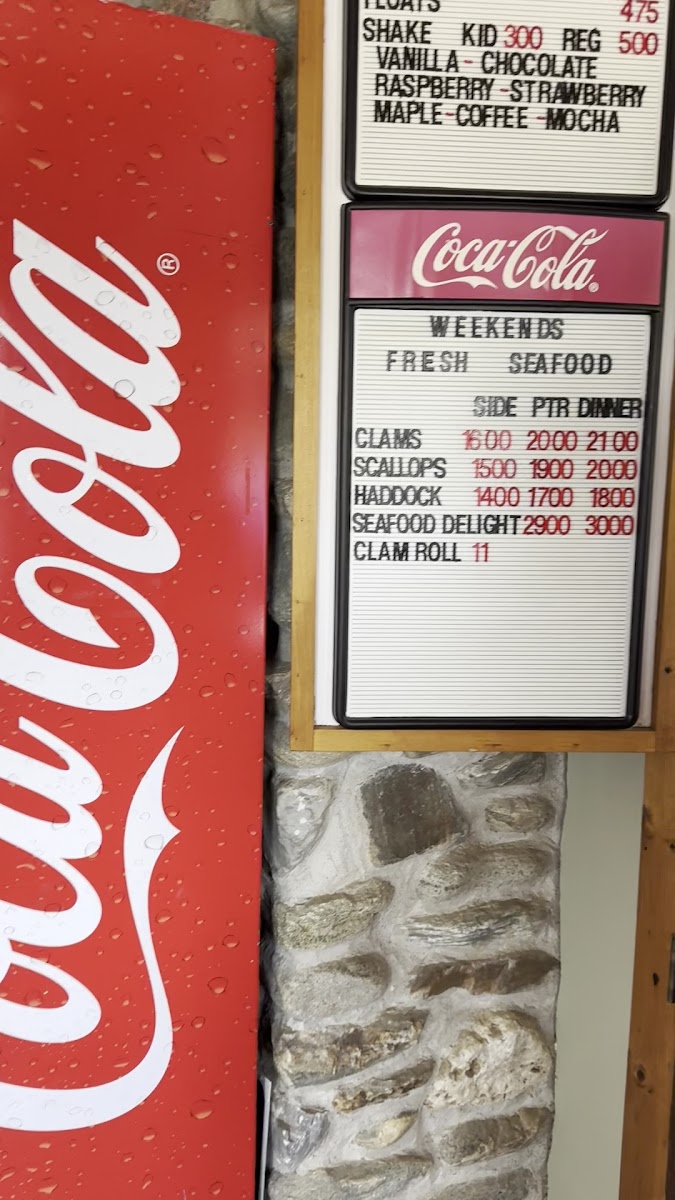 FLOATS 475
SHAKE KID 300 REG 500
VANILLA - CHOCOLATE
RASPBERRY - STRAWBERRY
MAPLE - COFFEE - MOCHA
Coca-Cola®
WEEKENDS
FRESH SEAFOOD
SIDE PTR DINNER
CLAMS 1600 2000 2100
SCALLOPS 1500 1900 2000
HADDOCK 1400 1700 1800
SEAFOOD DELIGHT 2900 3000
CLAM ROLL 11
Coca Cola®